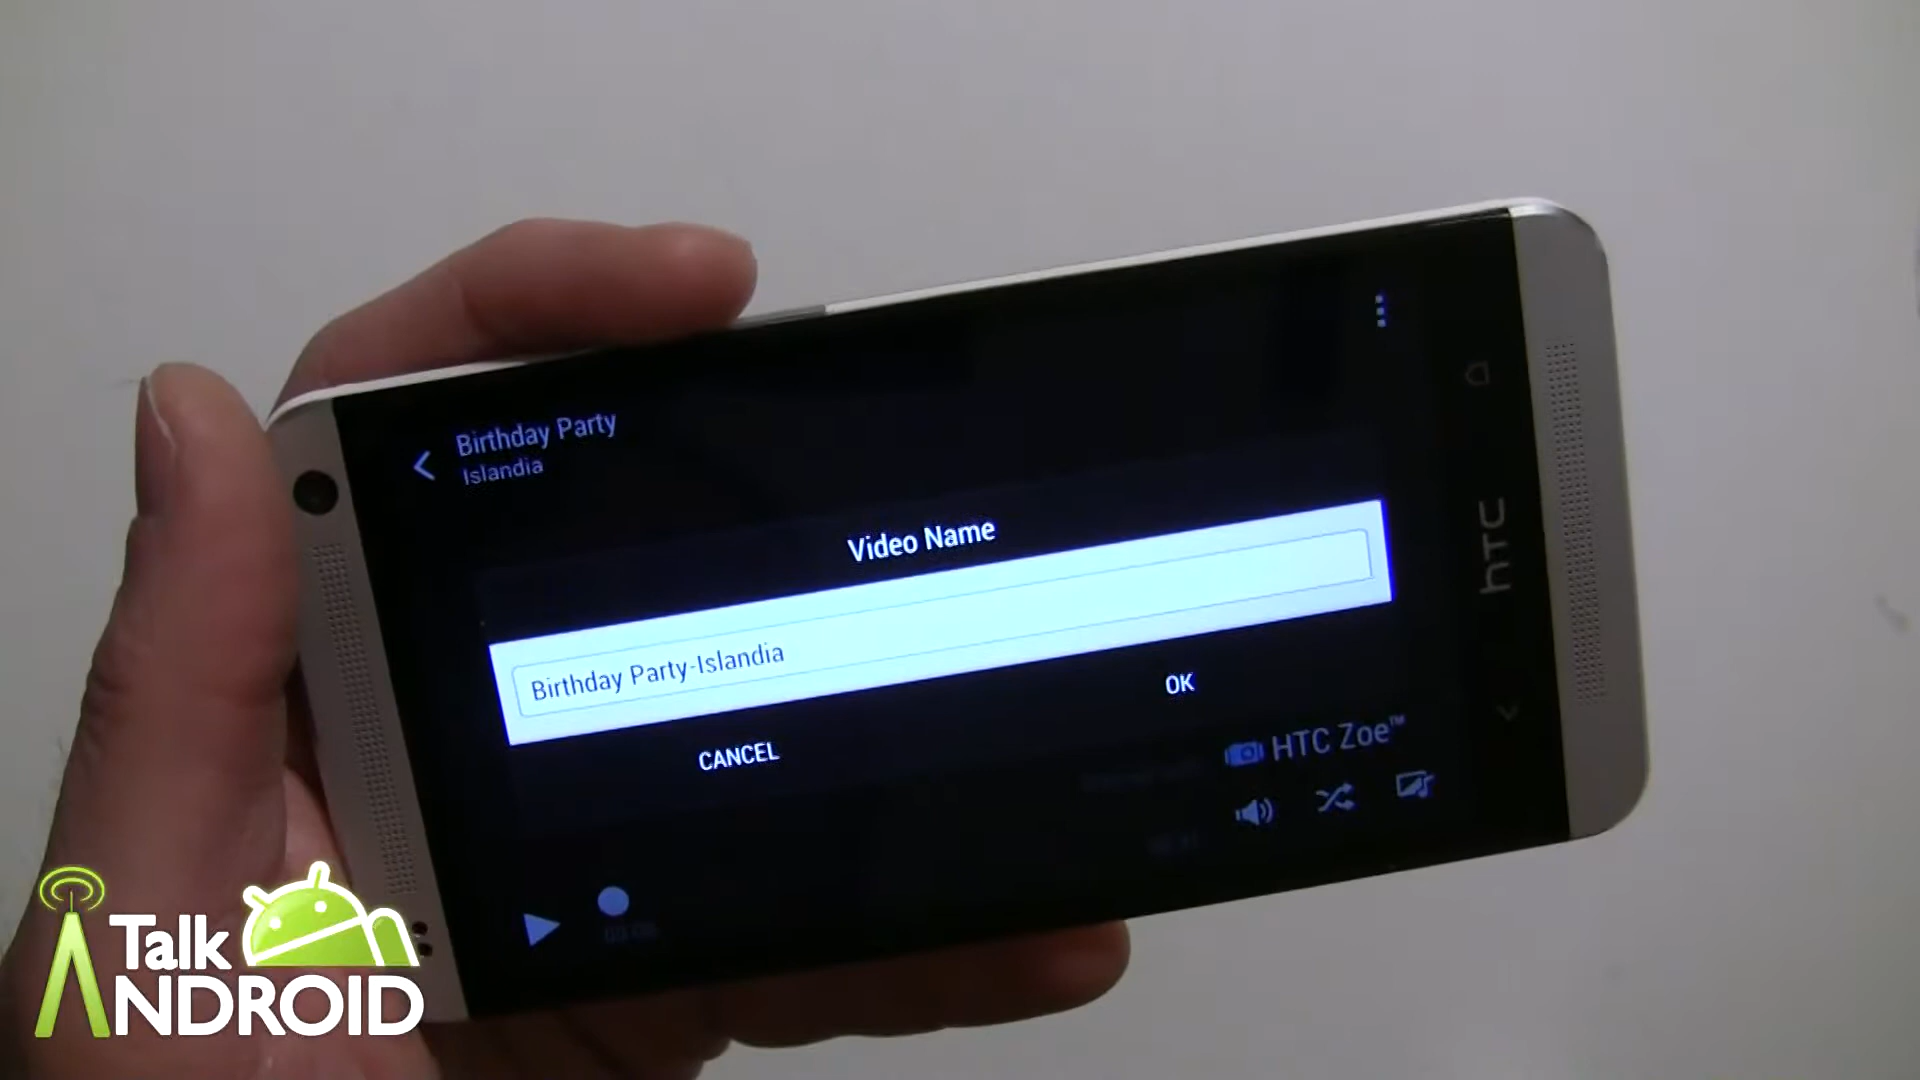 Birthday Party
Islandia
Video Name
Birthday Party-Islandia
CANCEL
OK
HTC Zoe™
hTC
Talk
ANDROID